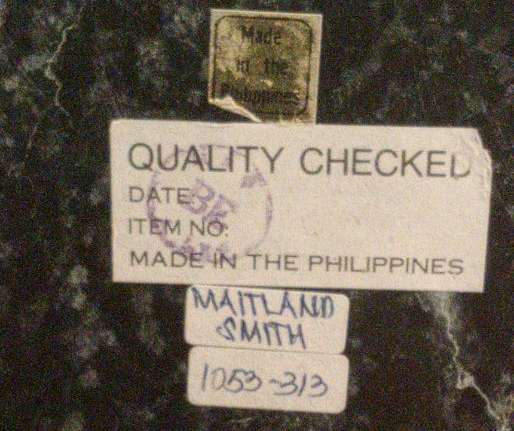 Made
in the
Philippines
QUALITY CHECKED
DATE:
ITEM NO:
MADE IN THE PHILIPPINES
MAITLAND
SMITH
1053-313